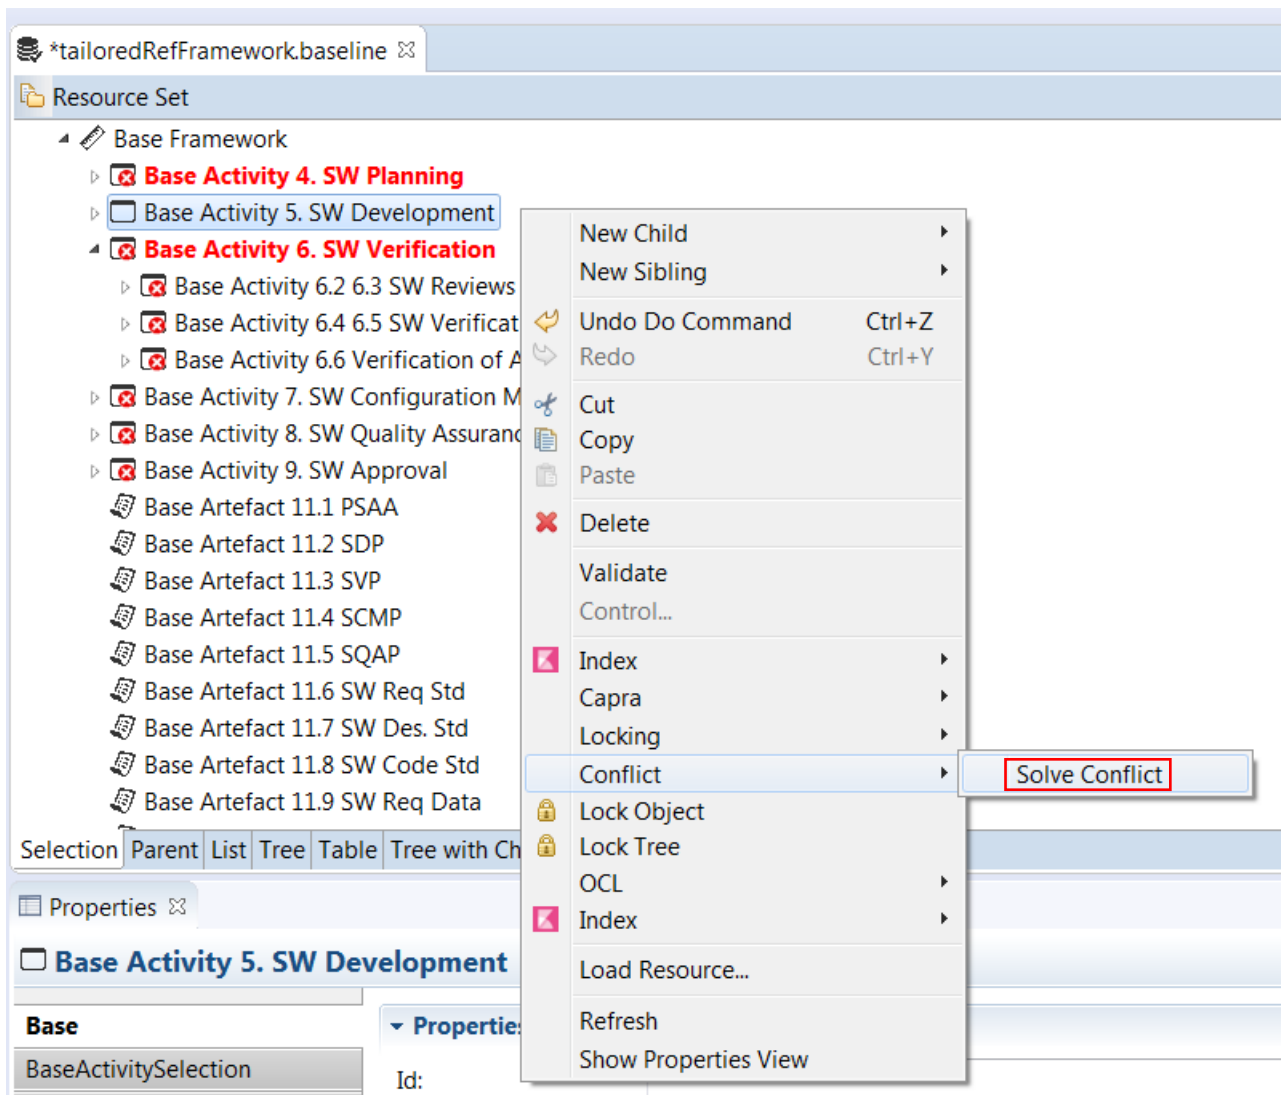 *tailoredRefFramework.baseline
Resource Set
Base Framework
Base Activity 4. SW Planning
Base Activity 5. SW Development
Base Activity 6. SW Verification
Base Activity 6.2 6.3 SW Reviews
Base Activity 6.4 6.5 SW Verificat
Base Activity 6.6 Verification of A
Base Activity 7. SW Configuration M
Base Activity 8. SW Quality Assuranc
Base Activity 9. SW Approval
Base Artefact 11.1 PSAA
Base Artefact 11.2 SDP
Base Artefact 11.3 SVP
Base Artefact 11.4 SCMP
Base Artefact 11.5 SQAP
Base Artefact 11.6 SW Req Std
Base Artefact 11.7 SW Des. Std
Base Artefact 11.8 SW Code Std
Base Artefact 11.9 SW Req Data
Selection Parent List Tree Table Tree with Ch
New Child
New Sibling
Undo Do Command Ctrl+Z
Redo Ctrl+Y
Cut
Copy
Paste
Delete
Validate
Control...
Index
Capra
Locking
Conflict
Solve Conflict
Lock Object
Lock Tree
OCL
Index
Load Resource...
Refresh
Show Properties View
Properties
Base Activity 5. SW Development
Base
BaseActivitySelection
Properties
Id: